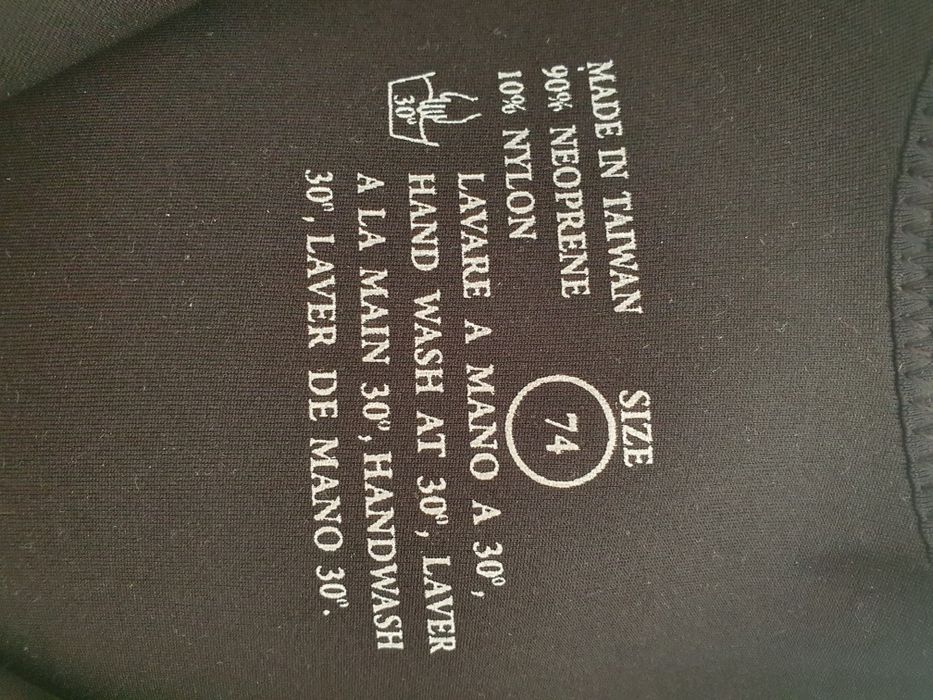 MADE IN TAIWAN
90% NEOPRENE
10% NYLON
SIZE
74
30°
LAVARE A MANO A 30°,
HAND WASH AT 30°, LAVER
A LA MAIN 30°, HANDWASH
30°, LAVER DE MANO 30°.